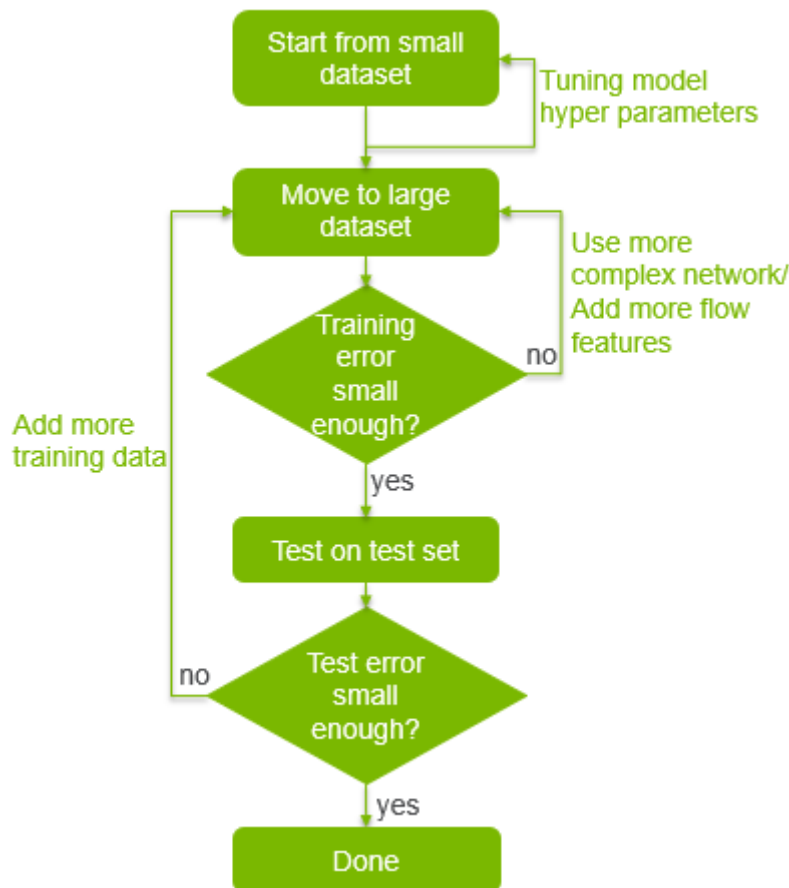 Start from small
dataset
Tuning model
hyper parameters
Move to large
dataset
Use more
complex network/
Add more flow
features
Training
error
small
enough?
no
Add more
training data
yes
Test on test set
Test error
small
enough?
no
yes
Done